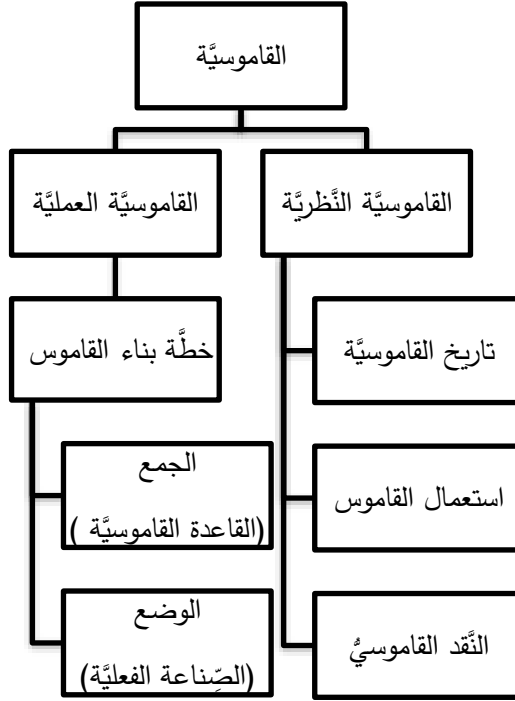 القاموسيَّة
القاموسيَّة النَّظريَّة
القاموسيَّة العمليَّة
تاريخ القاموسيَّة
استعمال القاموس
النَّقد القاموسيُّ
خطَّة بناء القاموس
الجمع
(القاعدة القاموسيَّة )
الوضع
(الصِّناعة الفعليَّة)